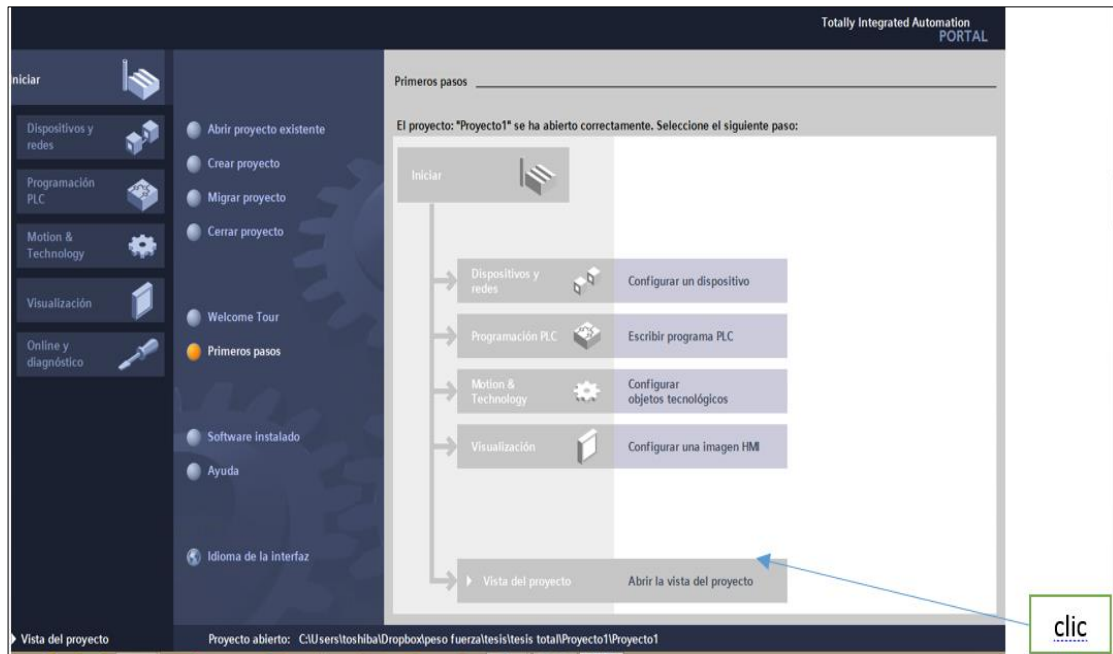 Totally Integrated Automation
PORTAL
Iniciar
Dispositivos y
redes
Programación
PLC
Motion &
Technology
Visualización
Online y
diagnóstico
Abrir proyecto existente
Crear proyecto
Migrar proyecto
Cerrar proyecto
Welcome Tour
Primeros pasos
Software instalado
Ayuda
Idioma de la interfaz
Primeros pasos
El proyecto: "Proyecto1" se ha abierto correctamente. Seleccione el siguiente paso:
Iniciar
Dispositivos y
redes
Configurar un dispositivo
Programación PLC
Escribir programa PLC
Motion &
Technology
Configurar
objetos tecnológicos
Visualización
Configurar una imagen HMI
Vista del proyecto
Abrir la vista del proyecto
clic
Vista del proyecto
Proyecto abierto: C:\Users\toshiba\Dropbox\peso fuerza\tesis\tesis total\Proyecto1\Proyecto1